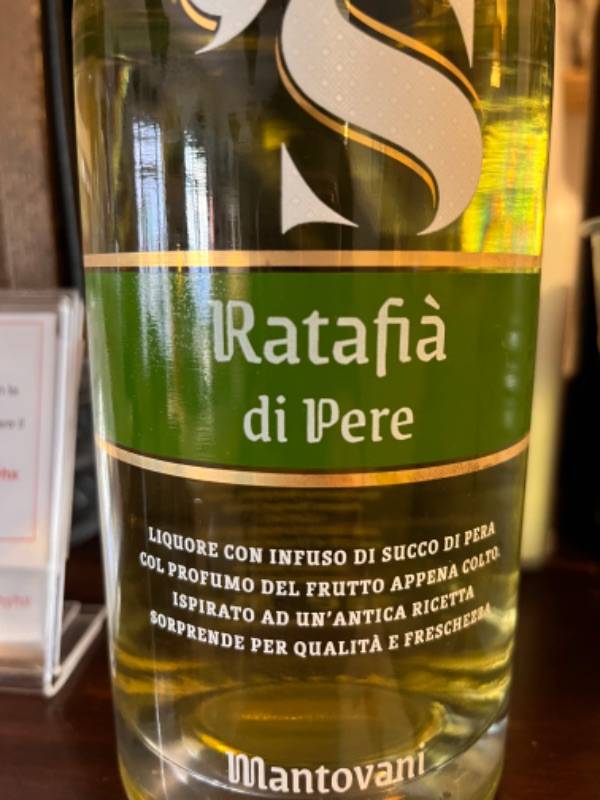 'S
Ratafià
di Pere
LIQUORE CON INFUSO DI SUCCO DI PERA
COL PROFUMO DEL FRUTTO APPENA COLTO.
ISPIRATO AD UN'ANTICA RICETTA
SORPRENDE PER QUALITÀ E FRESCHEZZA
Mantovani